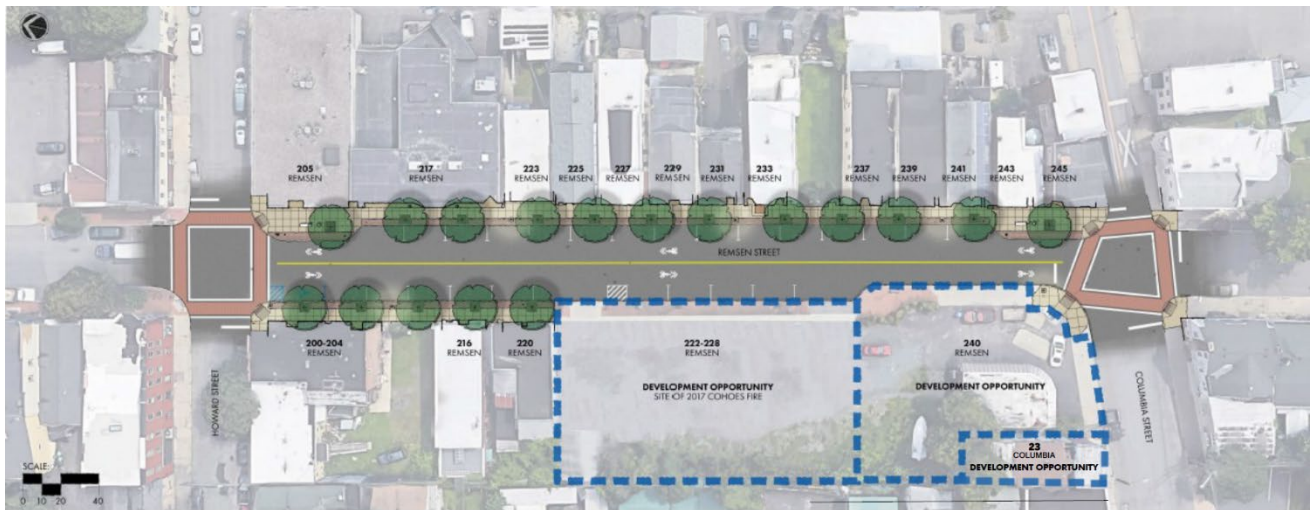 205
REMSEN
217
REMSEN
223
REMSEN
225
REMSEN
227
REMSEN
229
REMSEN
231
REMSEN
233
REMSEN
237
REMSEN
239
REMSEN
241
REMSEN
243
REMSEN
245
REMSEN
REMSEN STREET
200-204
REMSEN
216
REMSEN
220
REMSEN
222-228
REMSEN
DEVELOPMENT OPPORTUNITY
SITE OF 2017 COHOES FIRE
240
REMSEN
DEVELOPMENT OPPORTUNITY
23
COLUMBIA
DEVELOPMENT OPPORTUNITY
HOWARD STREET
COLUMBIA STREET
SCALE:
0 10 20 40